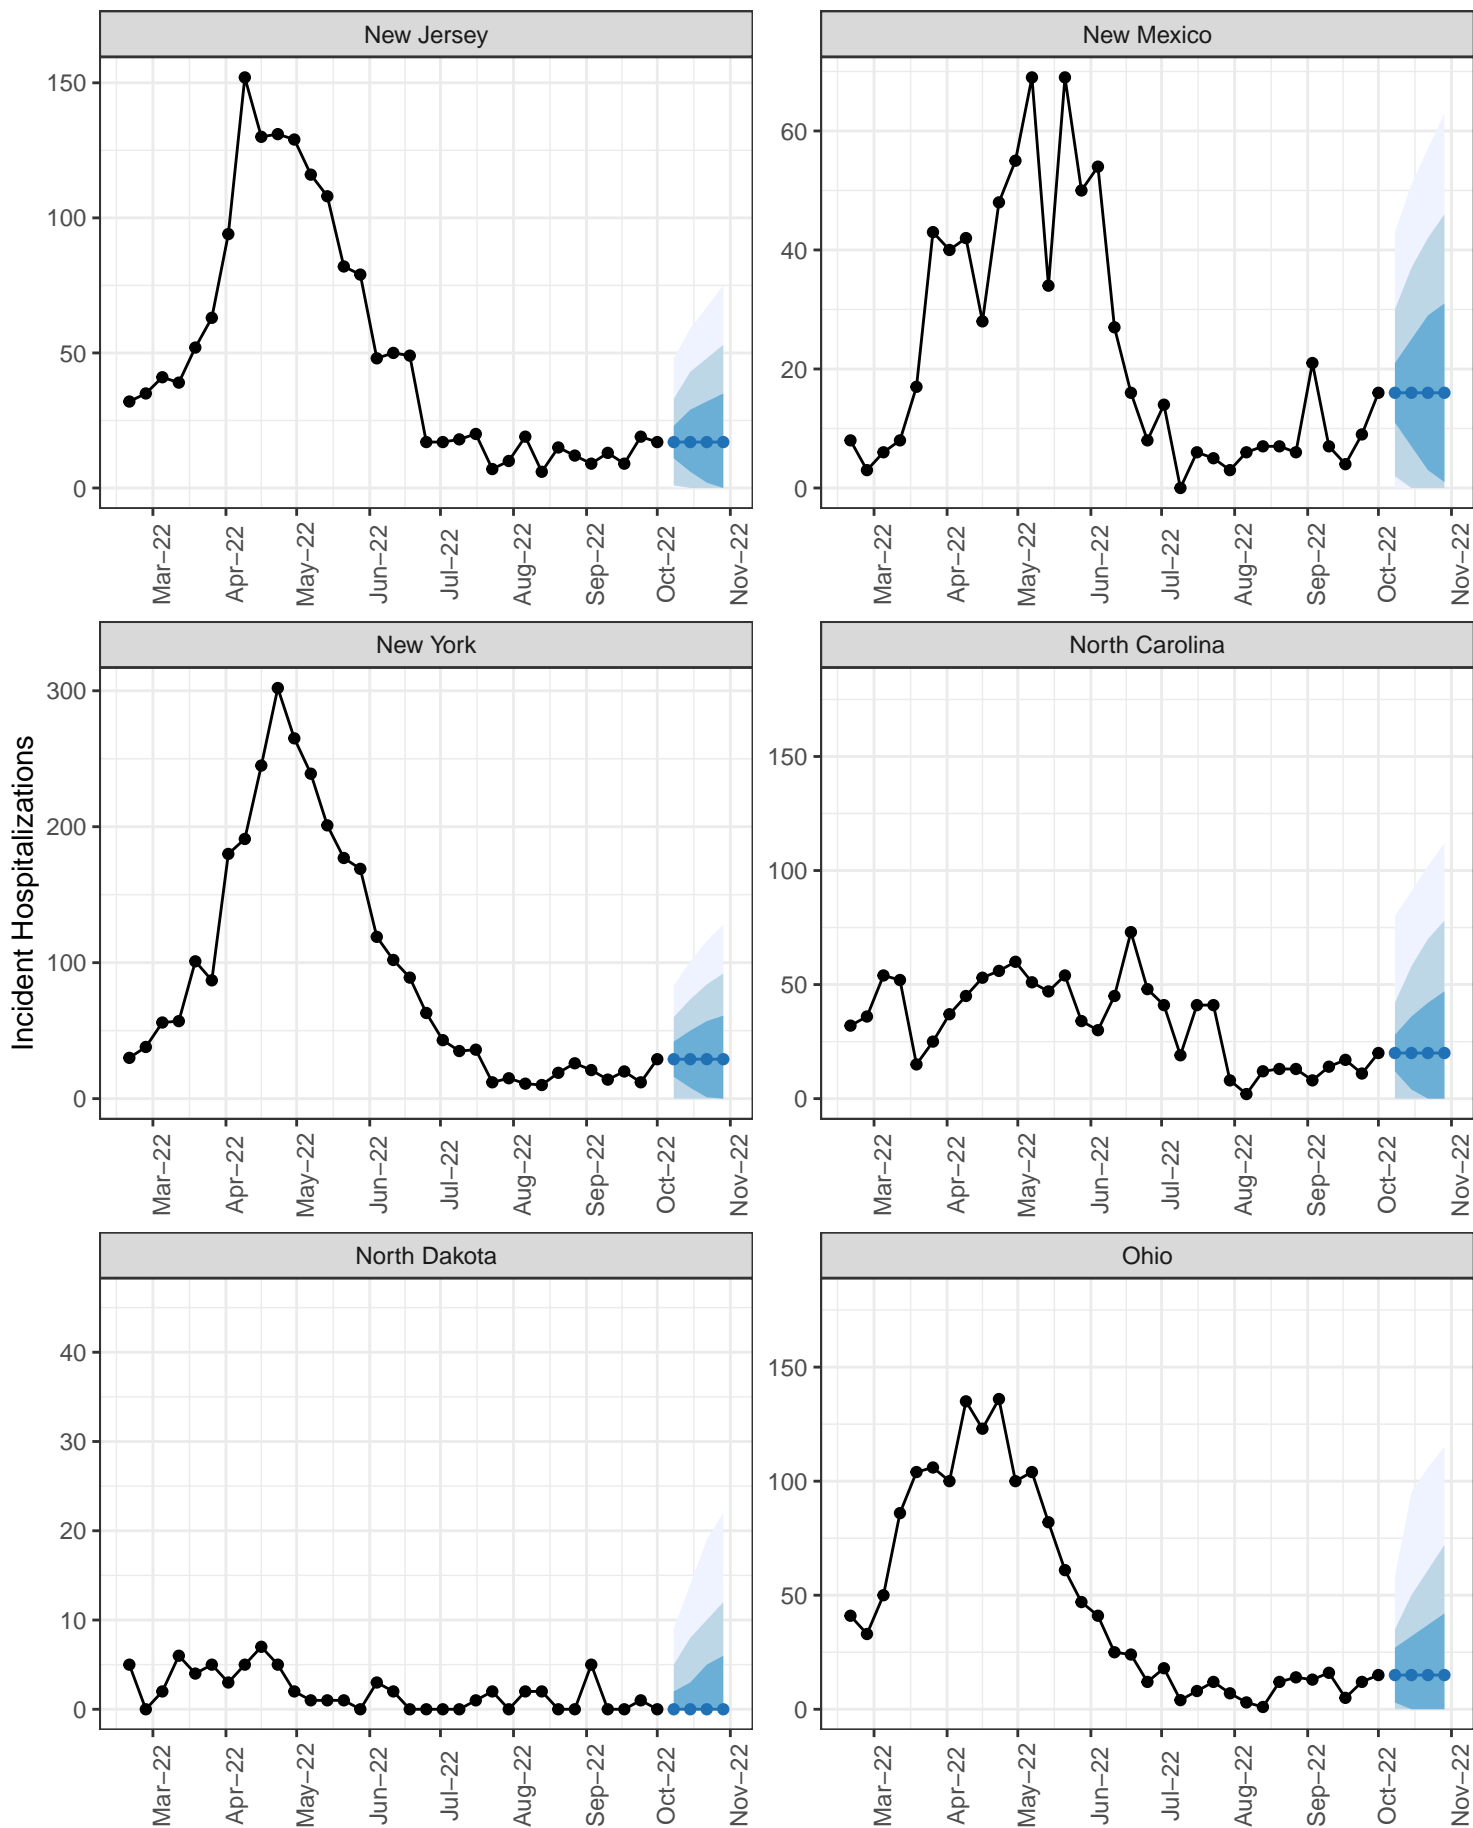 New Jersey
New Mexico
150
100
50
0
60
40
20
0
Mar−22
Apr−22
May−22
Jun−22
Jul−22
Aug−22
Sep−22
Oct−22
Nov−22
Mar−22
Apr−22
May−22
Jun−22
Jul−22
Aug−22
Sep−22
Oct−22
Nov−22
Incident Hospitalizations
New York
North Carolina
300
200
100
0
150
100
50
0
Mar−22
Apr−22
May−22
Jun−22
Jul−22
Aug−22
Sep−22
Oct−22
Nov−22
Mar−22
Apr−22
May−22
Jun−22
Jul−22
Aug−22
Sep−22
Oct−22
Nov−22
North Dakota
Ohio
40
30
20
10
0
150
100
50
0
Mar−22
Apr−22
May−22
Jun−22
Jul−22
Aug−22
Sep−22
Oct−22
Nov−22
Mar−22
Apr−22
May−22
Jun−22
Jul−22
Aug−22
Sep−22
Oct−22
Nov−22